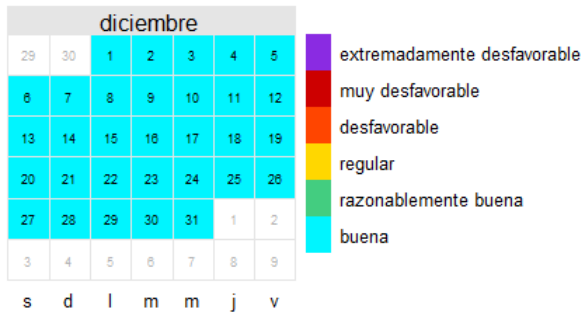 diciembre
29 30 1 2 3 4 5
6 7 8 9 10 11 12
13 14 15 16 17 18 19
20 21 22 23 24 25 26
27 28 29 30 31 1 2
3 4 5 6 7 8 9
s d l m m j v
extremadamente desfavorable
muy desfavorable
desfavorable
regular
razonablemente buena
buena